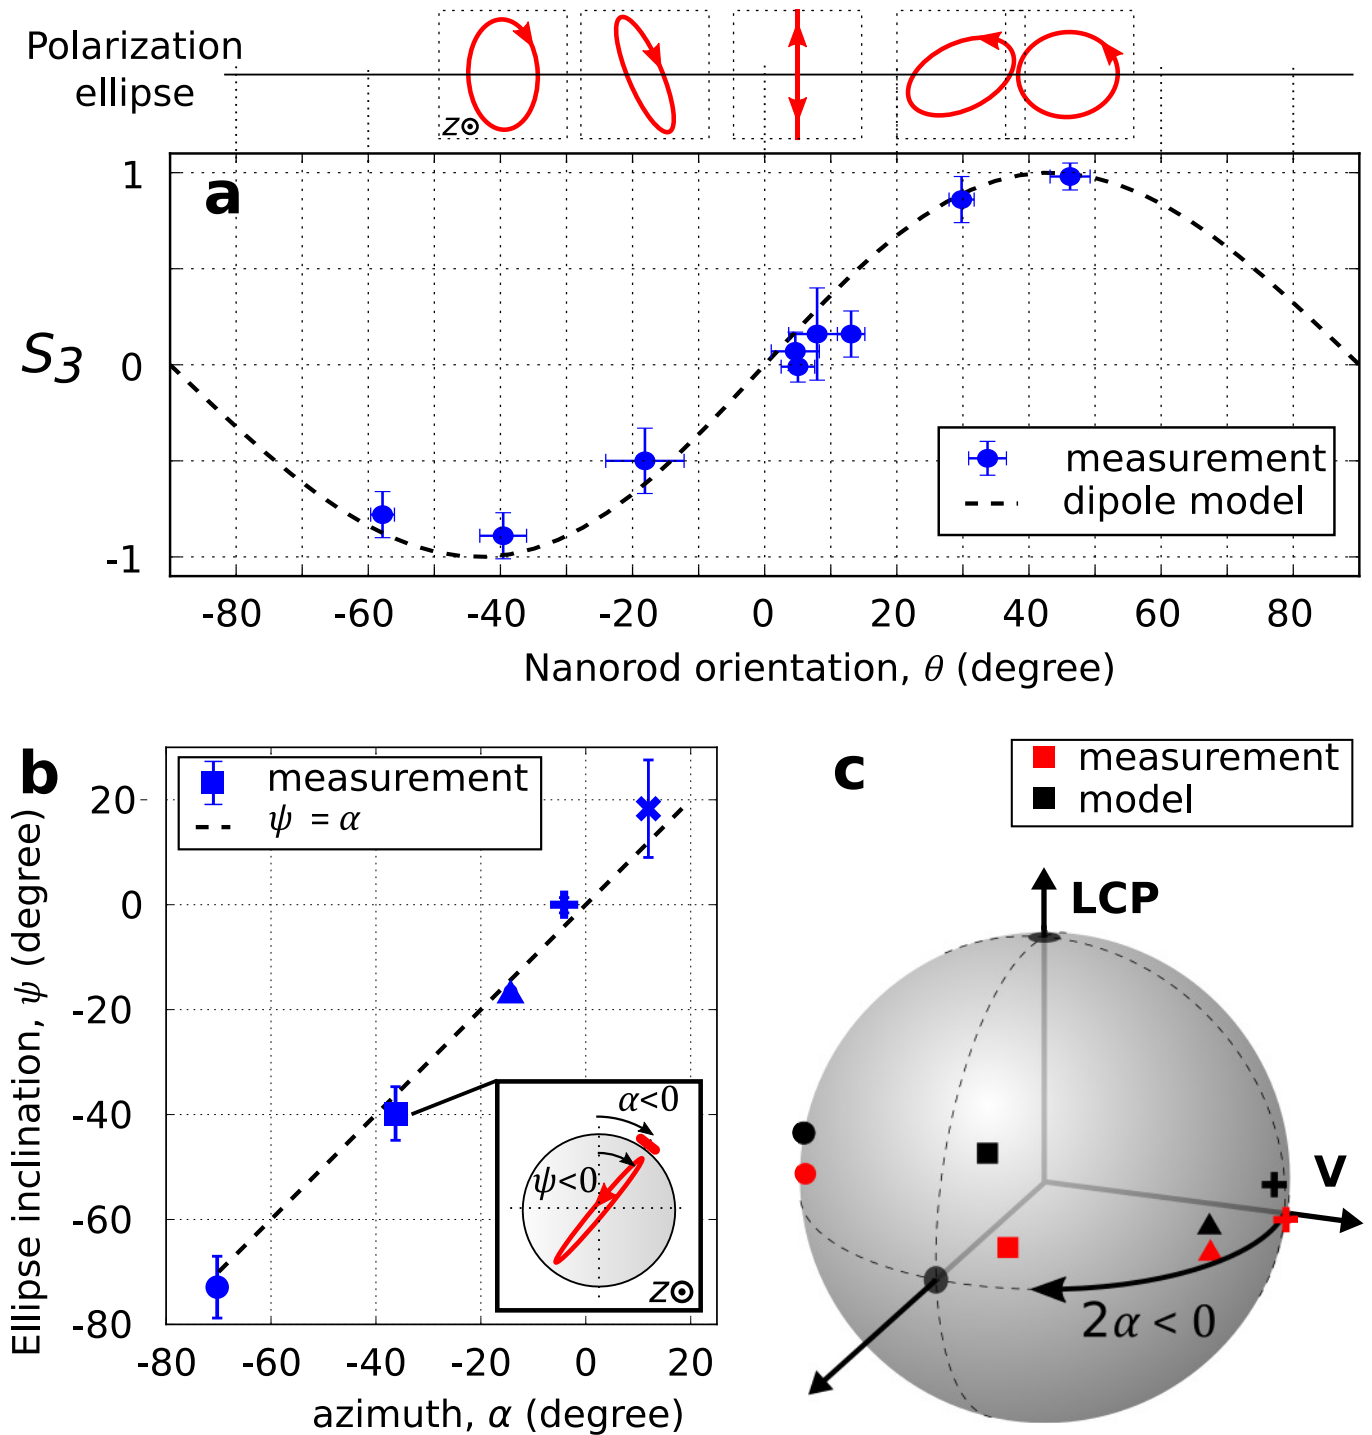 Polarization
ellipse
z⊙
a
1
0
-1
S3
measurement
dipole model
-80 -60 -40 -20 0 20 40 60 80
Nanorod orientation, θ (degree)
b
measurement
ψ = α
20
0
-20
-40
-60
-80
Ellipse inclination, ψ (degree)
α<0
ψ<0
z⊙
-80 -60 -40 -20 0 20
azimuth, α (degree)
c
measurement
model
LCP
V
2α < 0